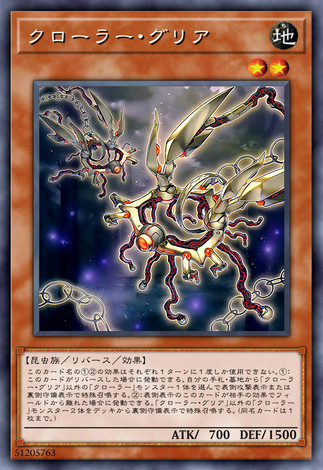 クローラー・グリア
地
【昆虫族／リバース／効果】
このカード名の①②の効果はそれぞれ１ターンに１度しか使用できない。①：
このカードがリバースした場合に発動できる。自分の手札・墓地から「クローラ
ー・グリア」以外の「クローラー」モンスター１体を選んで表側攻撃表示または
裏側守備表示で特殊召喚する。②：表側表示のこのカードが相手の効果でフィ
ールドから離れた場合に発動できる。「クローラー・グリア」以外の「クローラー」
モンスター２体をデッキから裏側守備表示で特殊召喚する（同名カードは１
枚まで）。
ATK/ 700 DEF/1500
51205763